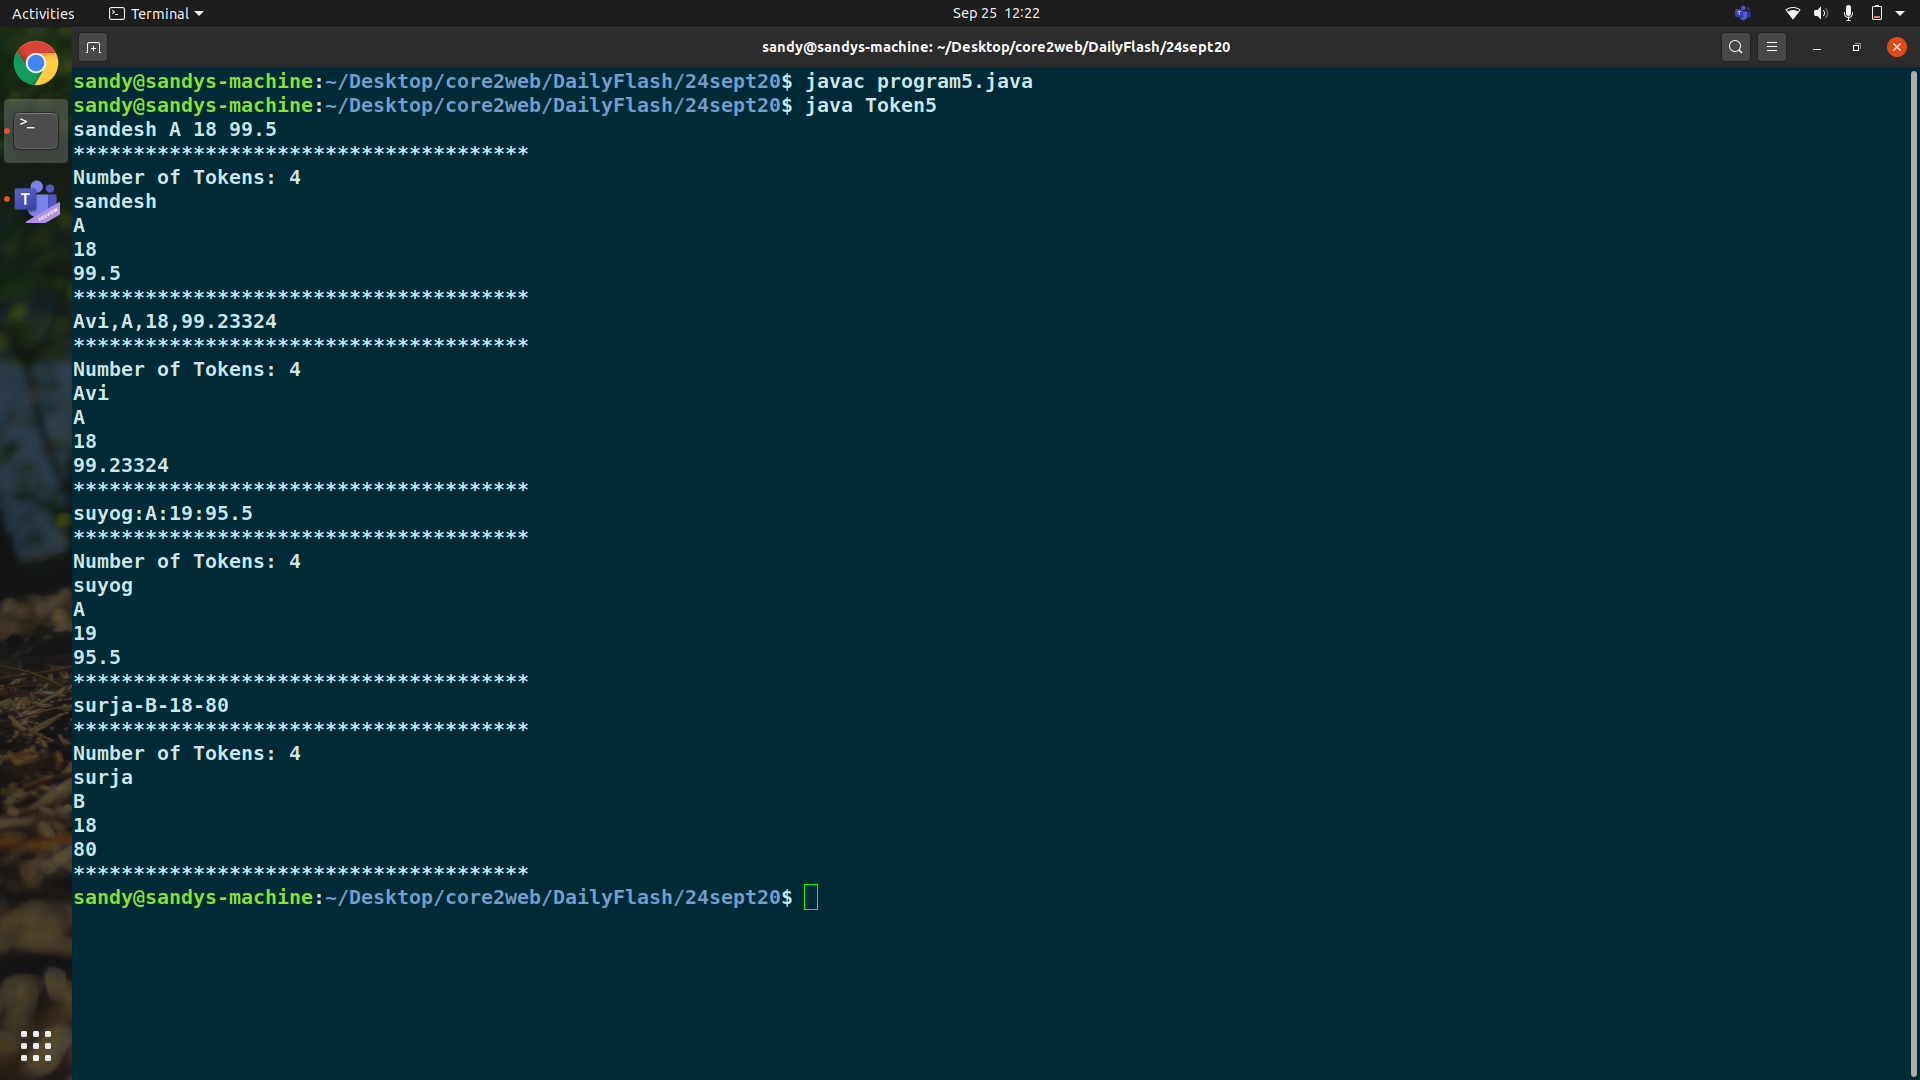 Activities
Terminal
Sep 25 12:22
sandy@sandys-machine: ~/Desktop/core2web/DailyFlash/24sept20
sandy@sandys-machine:~/Desktop/core2web/DailyFlash/24sept20$ javac program5.java
sandy@sandys-machine:~/Desktop/core2web/DailyFlash/24sept20$ java Token5
sandesh A 18 99.5
**************************************
Number of Tokens: 4
sandesh
A
18
99.5
**************************************
Avi,A,18,99.23324
**************************************
Number of Tokens: 4
Avi
A
18
99.23324
**************************************
suyog:A:19:95.5
**************************************
Number of Tokens: 4
suyog
A
19
95.5
**************************************
surja-B-18-80
**************************************
Number of Tokens: 4
surja
B
18
80
**************************************
sandy@sandys-machine:~/Desktop/core2web/DailyFlash/24sept20$